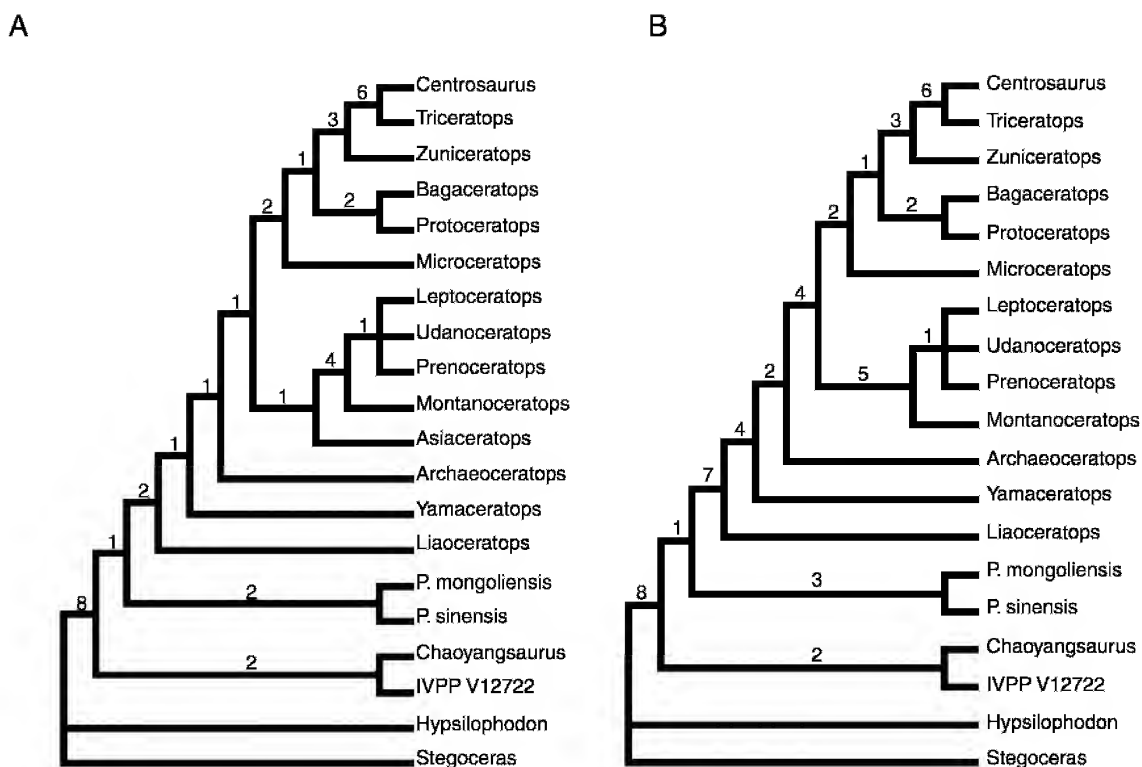 A
6
Centrosaurus
3
Triceratops
1
Zuniceratops
2
Bagaceratops
2
Protoceratops
Microceratops
1
Leptoceratops
1
Udanoceratops
4
Prenoceratops
1
1
Montanoceratops
Asiaceratops
1
Archaeoceratops
2
Yamaceratops
1
Liaoceratops
8
2
P. mongoliensis
P. sinensis
2
Chaoyangsaurus
IVPP V12722
Hypsilophodon
Stegoceras
B
6
Centrosaurus
3
Triceratops
1
Zuniceratops
2
Bagaceratops
2
Protoceratops
Microceratops
4
Leptoceratops
1
Udanoceratops
2
5
Prenoceratops
Montanoceratops
4
Archaeoceratops
7
Yamaceratops
1
Liaoceratops
3
P. mongoliensis
8
P. sinensis
2
Chaoyangsaurus
IVPP V12722
Hypsilophodon
Stegoceras